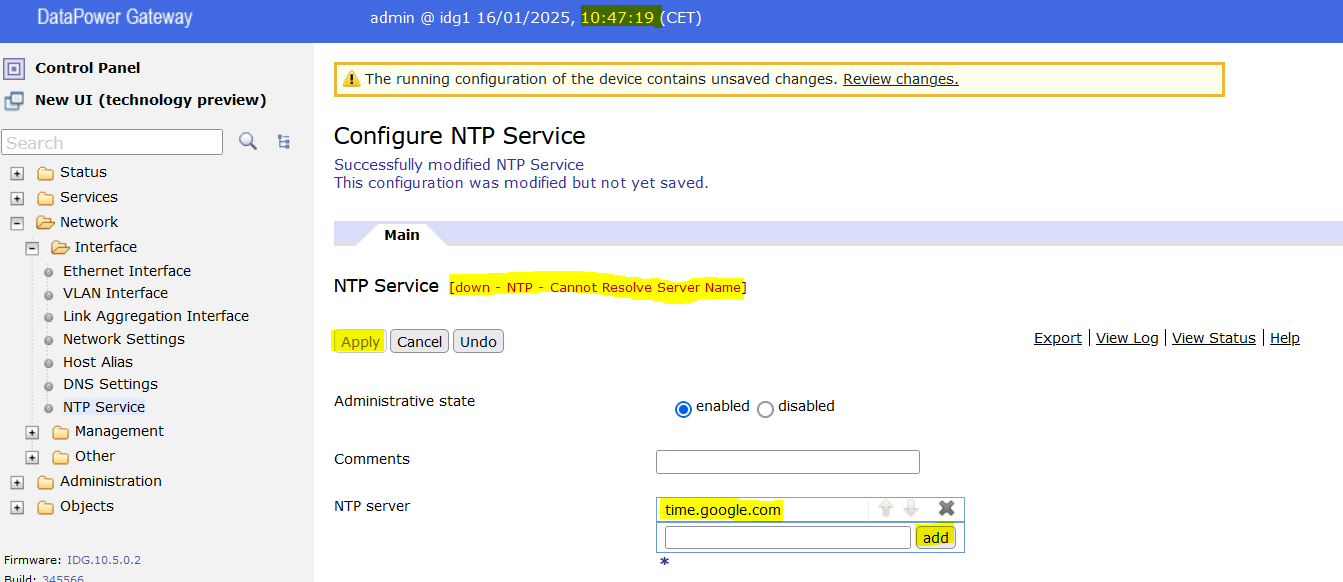 DataPower Gateway
admin @ idg1 16/01/2025, 10:47:19 (CET)
Control Panel
New UI (technology preview)
Search
Status
Services
Network
Interface
Ethernet Interface
VLAN Interface
Link Aggregation Interface
Network Settings
Host Alias
DNS Settings
NTP Service
Management
Other
Administration
Objects
Firmware: IDG.10.5.0.2
Build: 345566
The running configuration of the device contains unsaved changes. Review changes.
Configure NTP Service
Successfully modified NTP Service
This configuration was modified but not yet saved.
Main
NTP Service [down - NTP - Cannot Resolve Server Name]
Apply Cancel Undo
Export | View Log | View Status | Help
Administrative state
enabled disabled
Comments
NTP server
time.google.com
add
*